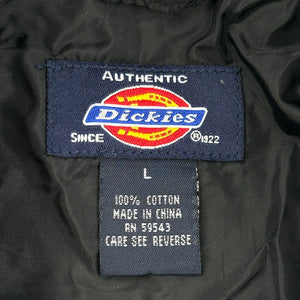 AUTHENTIC
Dickies
SINCE ®1922
L
100% COTTON
MADE IN CHINA
RN 59543
CARE SEE REVERSE